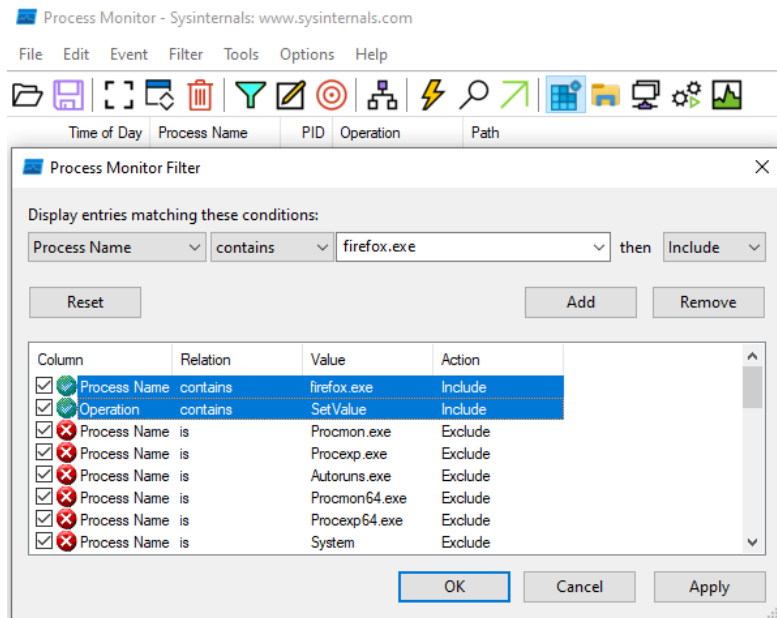 Process Monitor - Sysinternals: www.sysinternals.com
File Edit Event Filter Tools Options Help
Time of Day Process Name PID Operation Path
Process Monitor Filter
Display entries matching these conditions:
Process Name contains firefox.exe then Include
Reset Add Remove
Column Relation Value Action
Process Name contains firefox.exe Include
Operation contains SetValue Include
Process Name is Procmon.exe Exclude
Process Name is Procexp.exe Exclude
Process Name is Autoruns.exe Exclude
Process Name is Procmon64.exe Exclude
Process Name is Procexp64.exe Exclude
Process Name is System Exclude
OK Cancel Apply